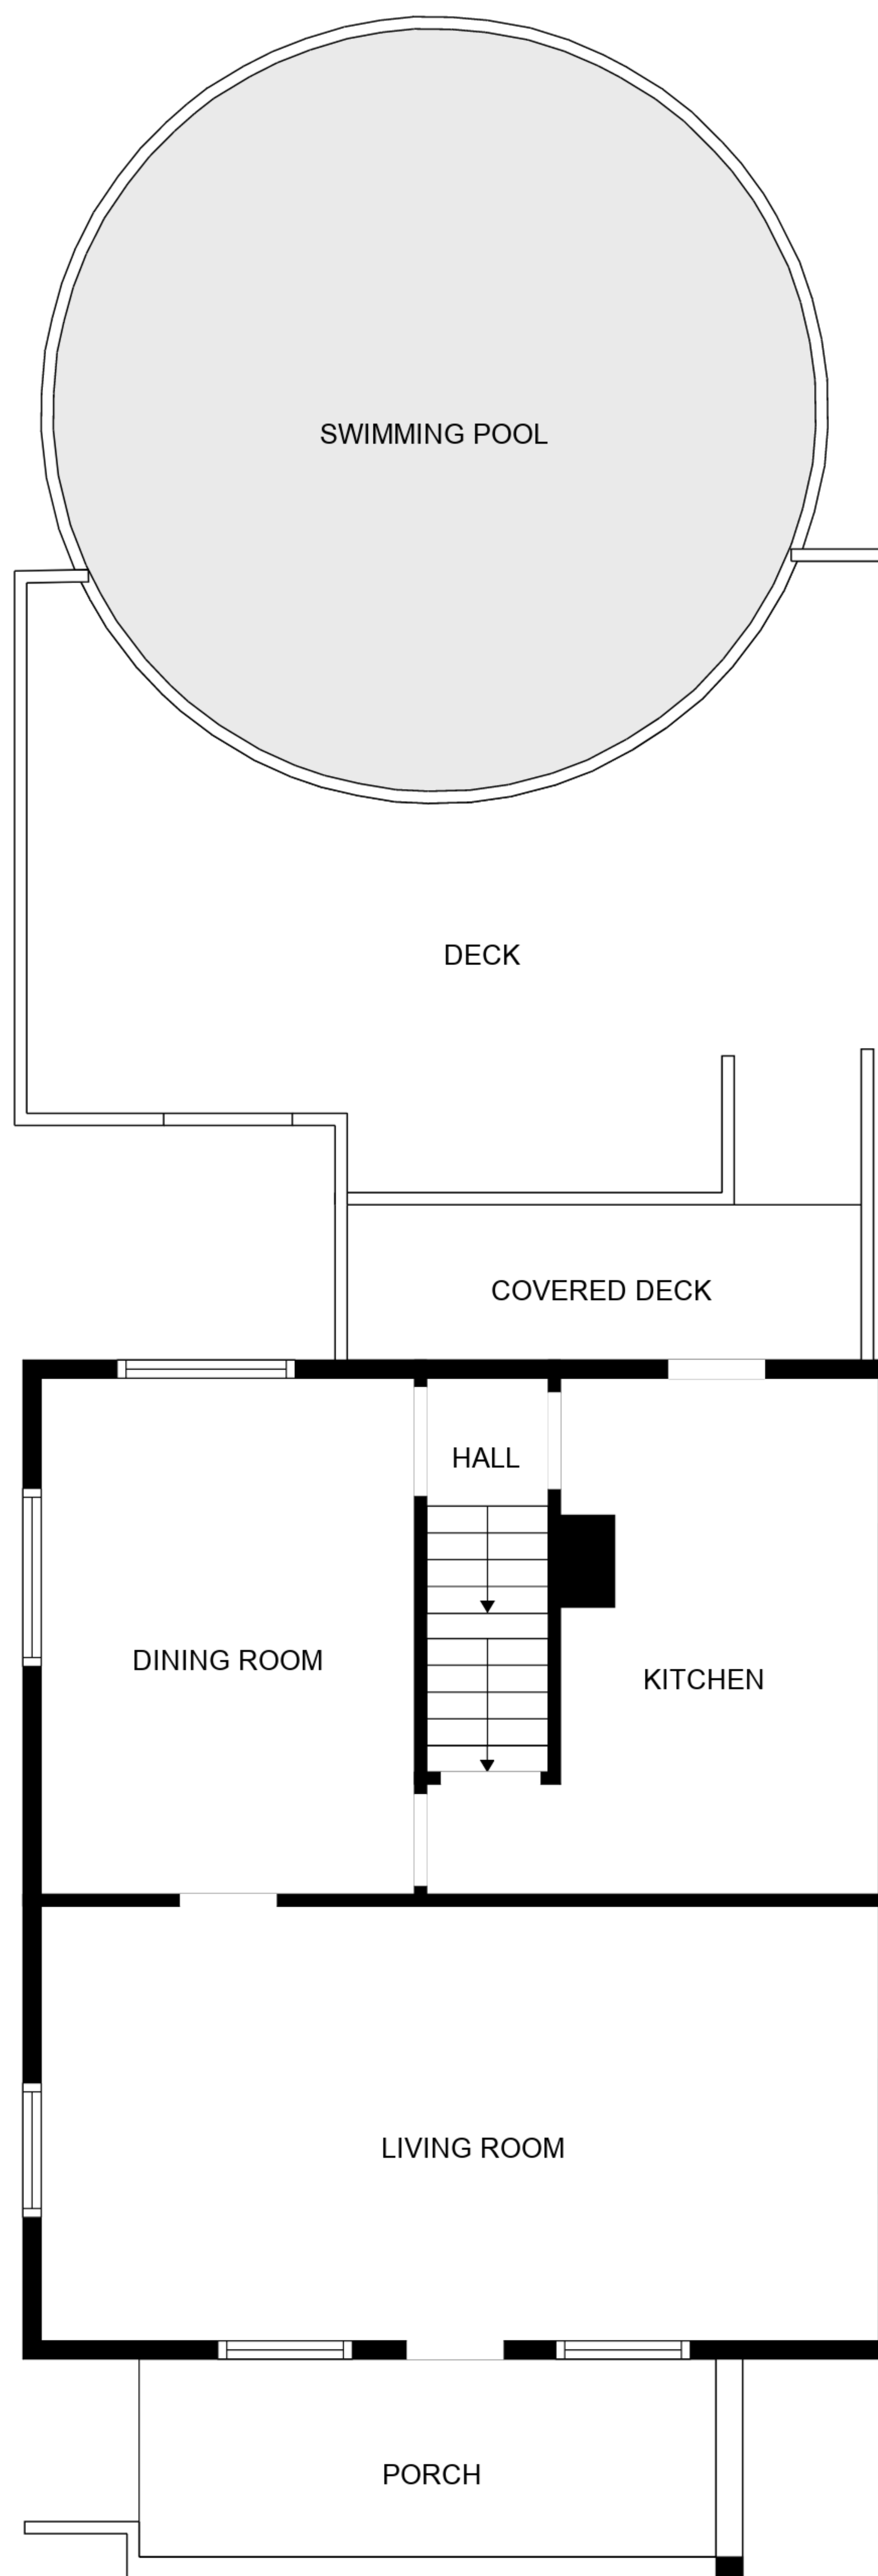 SWIMMING POOL
DECK
COVERED DECK
HALL
DINING ROOM
KITCHEN
LIVING ROOM
PORCH